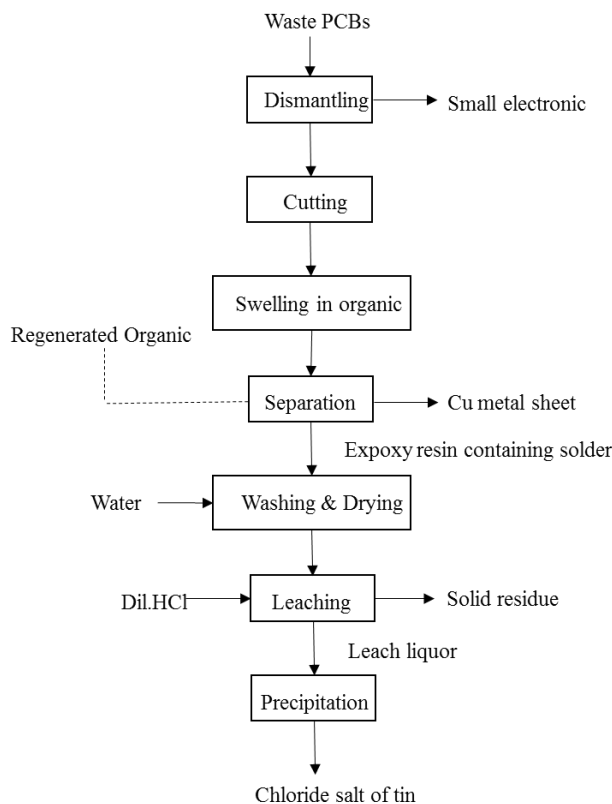 Waste PCBs
Dismantling
Small electronic
Cutting
Swelling in organic
Regenerated Organic
Separation
Cu metal sheet
Expoxy resin containing solder
Water
Washing & Drying
Dil.HCl
Leaching
Solid residue
Leach liquor
Precipitation
Chloride salt of tin